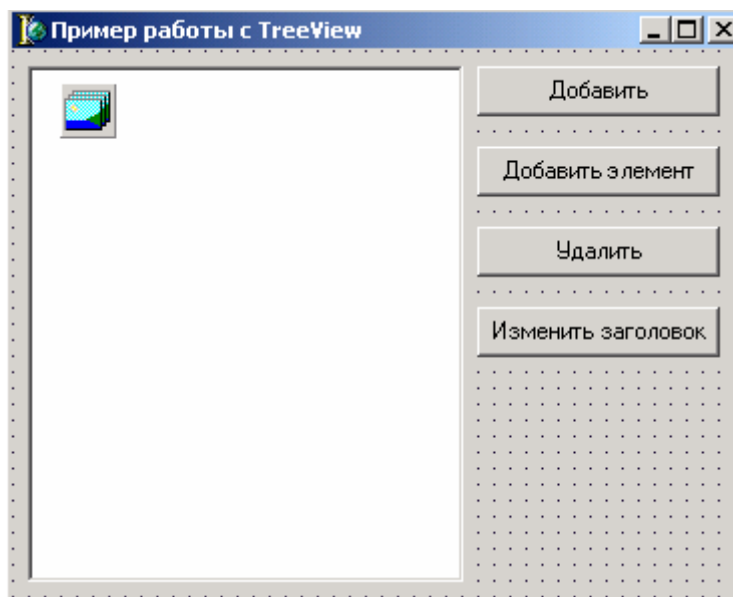 Пример работы с TreeView
Добавить
Добавить элемент
Удалить
Изменить заголовок